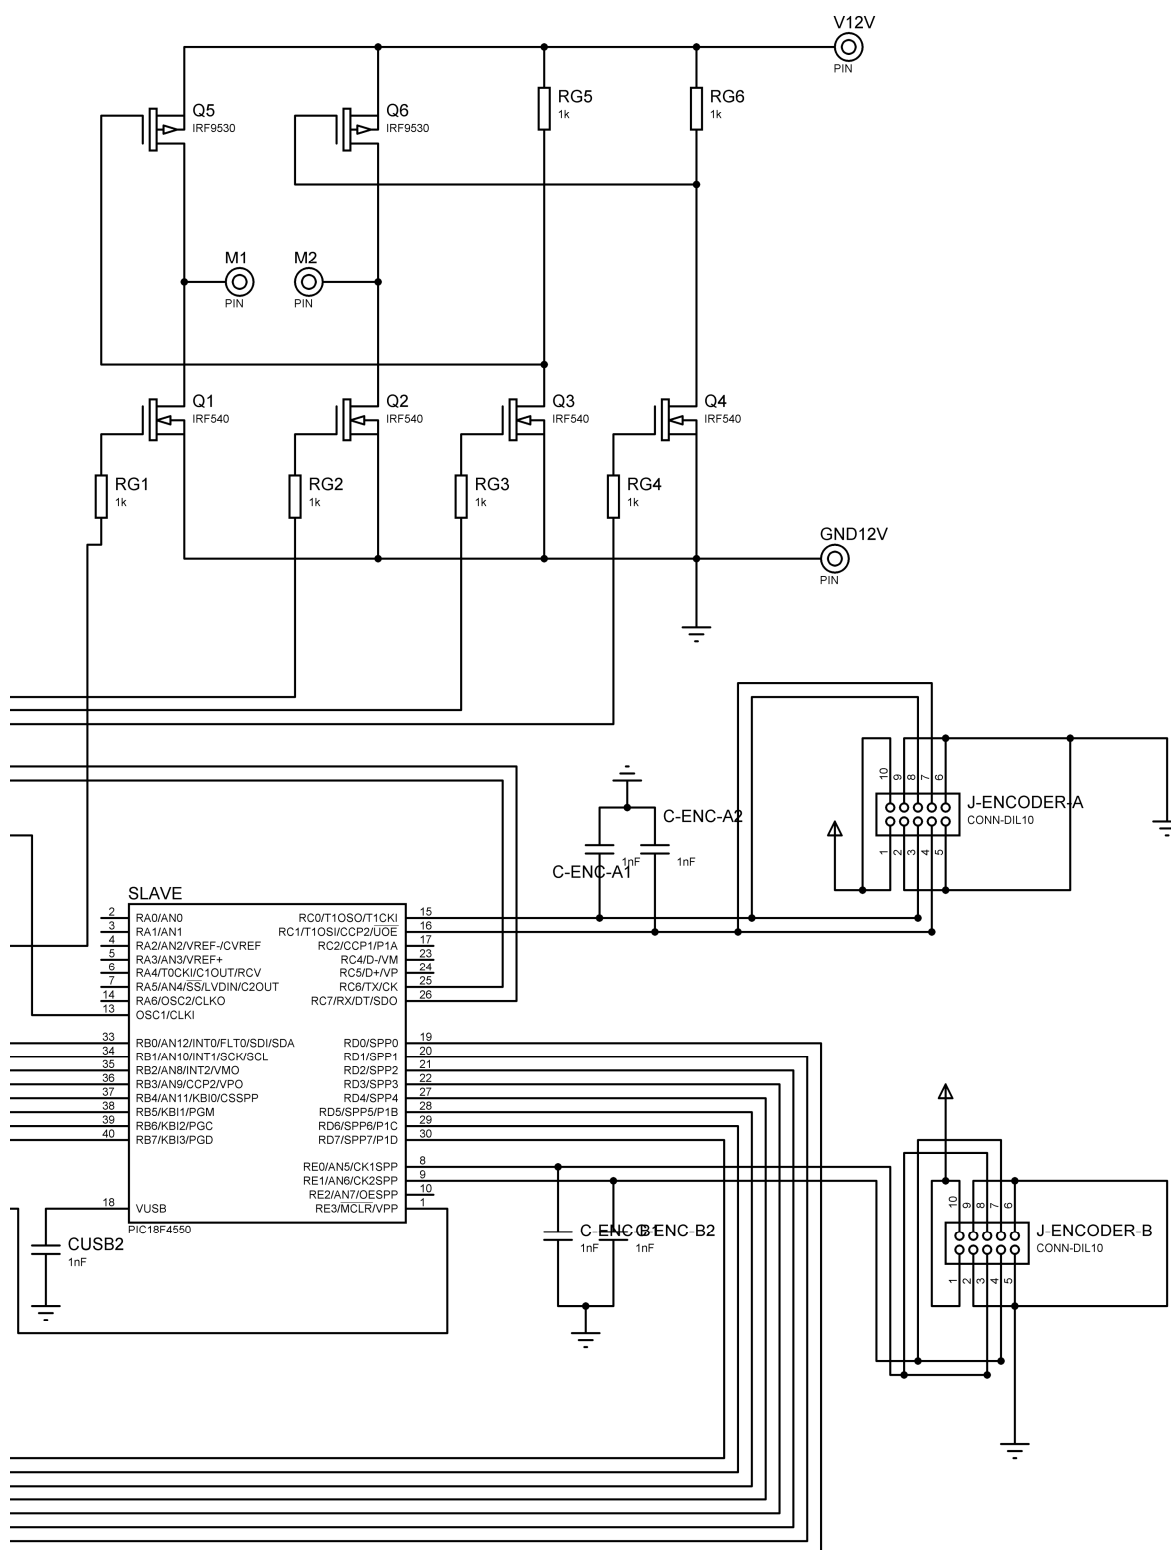 V12V
PIN
Q5
IRF9530
Q6
IRF9530
RG5
1k
RG6
1k
M1
PIN
M2
PIN
Q1
IRF540
Q2
IRF540
Q3
IRF540
Q4
IRF540
RG1
1k
RG2
1k
RG3
1k
RG4
1k
GND12V
PIN
10
9
8
7
6
J-ENCODER-A
CONN-DIL10
1
2
3
4
5
C-ENC-A2
1nF
C-ENC-A1
1nF
SLAVE
2 RA0/AN0 RC0/T1OSO/T1CKI 15
3 RA1/AN1 RC1/T1OSI/CCP2/UOE 16
4 RA2/AN2/VREF-/CVREF RC2/CCP1/P1A 17
5 RA3/AN3/VREF+ RC4/D-/VM 23
6 RA4/T0CKI/C1OUT/RCV RC5/D+/VP 24
7 RA5/AN4/SS/LVDIN/C2OUT RC6/TX/CK 25
14 RA6/OSC2/CLKO RC7/RX/DT/SDO 26
13 OSC1/CLKI
33 RB0/AN12/INT0/FLT0/SDI/SDA RD0/SPP0 19
34 RB1/AN10/INT1/SCK/SCL RD1/SPP1 20
35 RB2/AN8/INT2/VMO RD2/SPP2 21
36 RB3/AN9/CCP2/VPO RD3/SPP3 22
37 RB4/AN11/KBI0/CSSPP RD4/SPP4 27
38 RB5/KBI1/PGM RD5/SPP5/P1B 28
39 RB6/KBI2/PGC RD6/SPP6/P1C 29
40 RB7/KBI3/PGD RD7/SPP7/P1D 30
RE0/AN5/CK1SPP 8
RE1/AN6/CK2SPP 9
RE2/AN7/OESPP 10
18 VUSB RE3/MCLR/VPP 1
PIC18F4550
CUSB2
1nF
C-ENC-B1
1nF
C-ENC-B2
1nF
10
9
8
7
6
J-ENCODER-B
CONN-DIL10
1
2
3
4
5